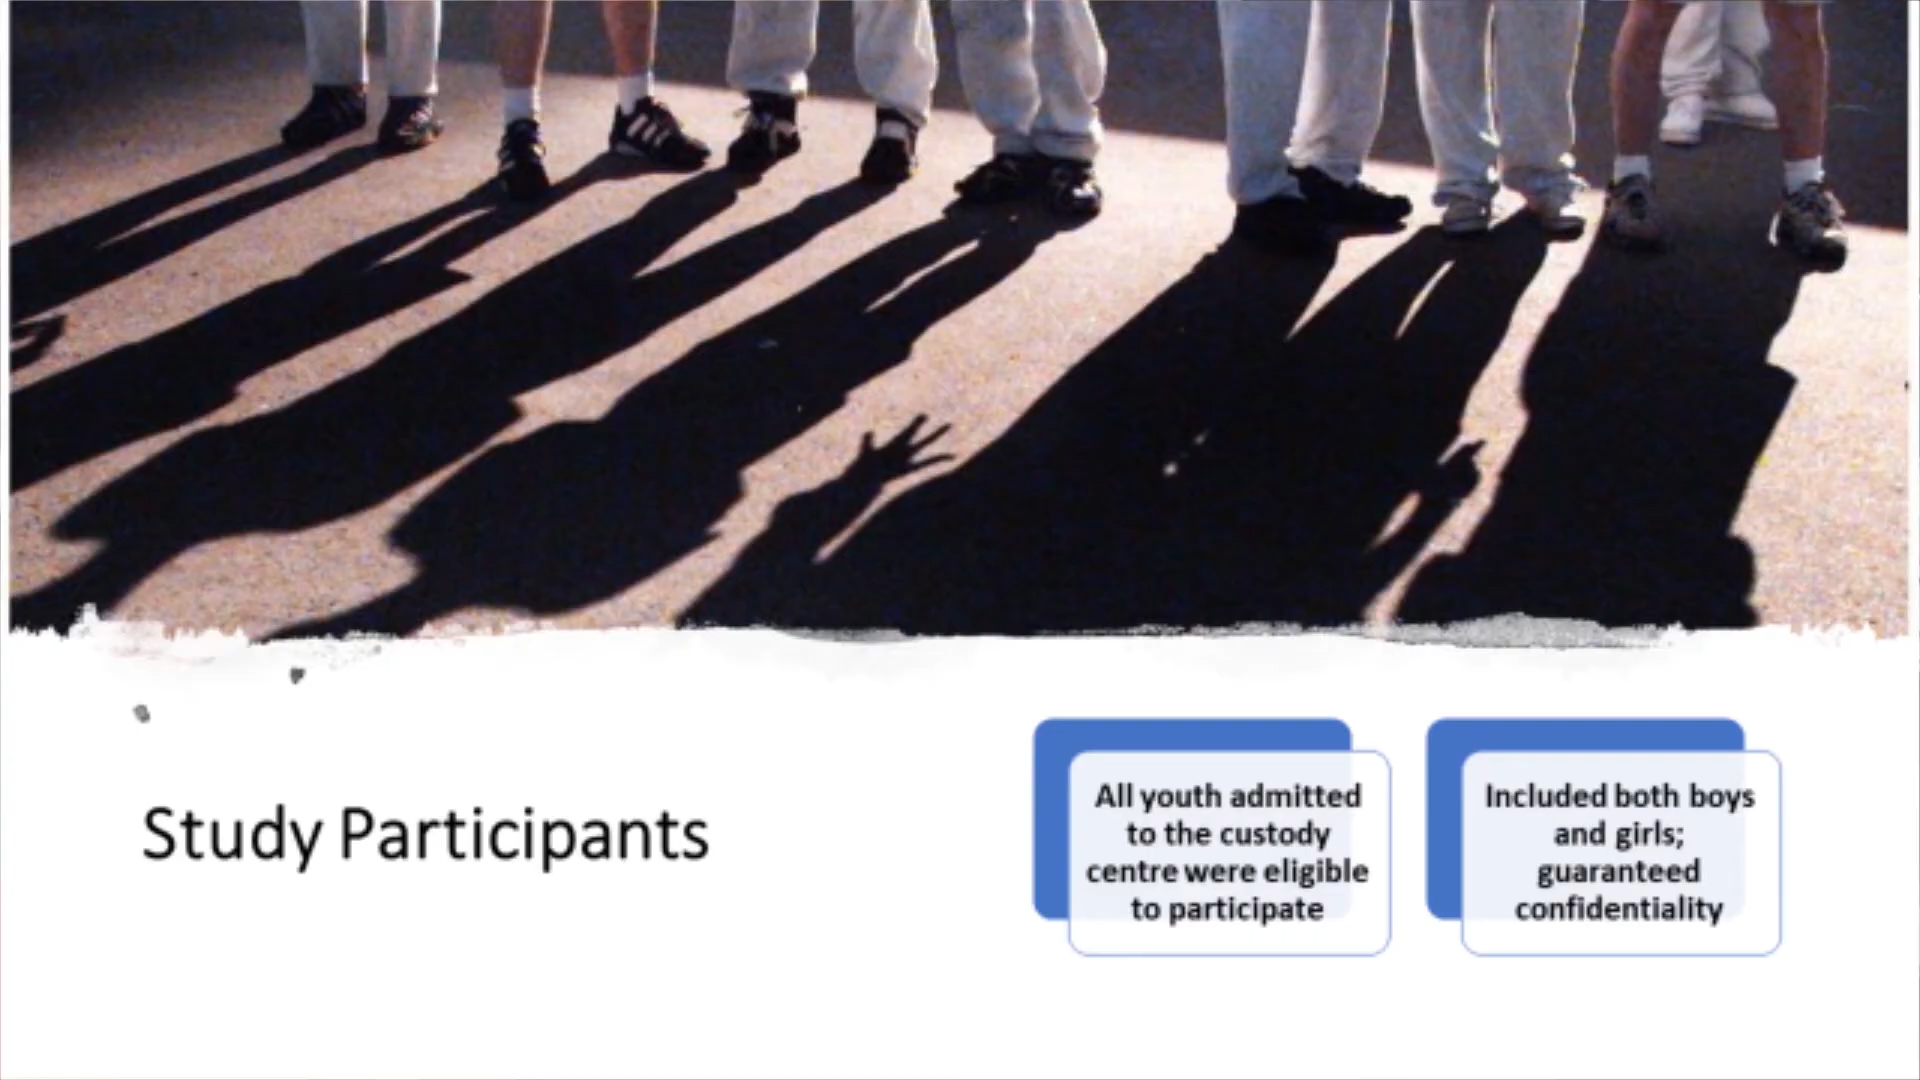 Study Participants
All youth admitted
to the custody
centre were eligible
to participate
Included both boys
and girls;
guaranteed
confidentiality